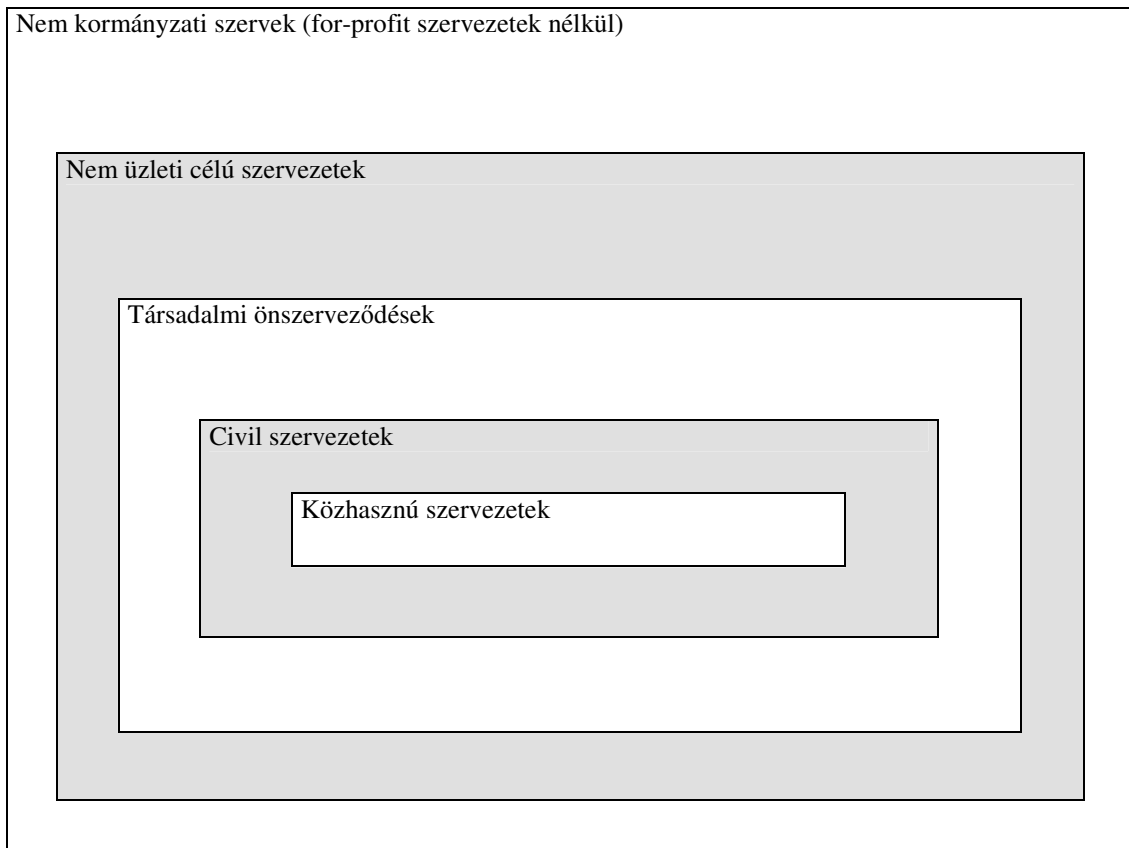 Nem kormányzati szervek (for-profit szervezetek nélkül)
Nem üzleti célú szervezetek
Társadalmi önszerveződések
Civil szervezetek
Közhasznú szervezetek